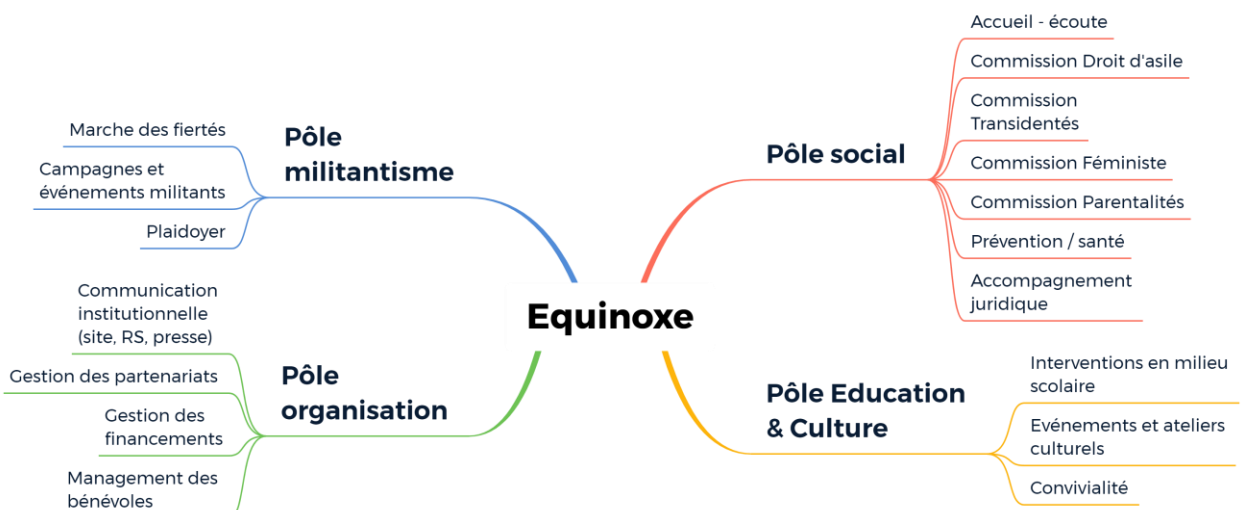 Equinoxe
Pôle
militantisme
Marche des fiertés
Campagnes et
événements militants
Plaidoyer
Pôle
organisation
Communication
institutionnelle
(site, RS, presse)
Gestion des partenariats
Gestion des
financements
Management des
bénévoles
Pôle social
Accueil - écoute
Commission Droit d'asile
Commission
Transidentés
Commission Féministe
Commission Parentalités
Prévention / santé
Accompagnement
juridique
Pôle Education
& Culture
Interventions en milieu
scolaire
Evénements et ateliers
culturels
Convivialité